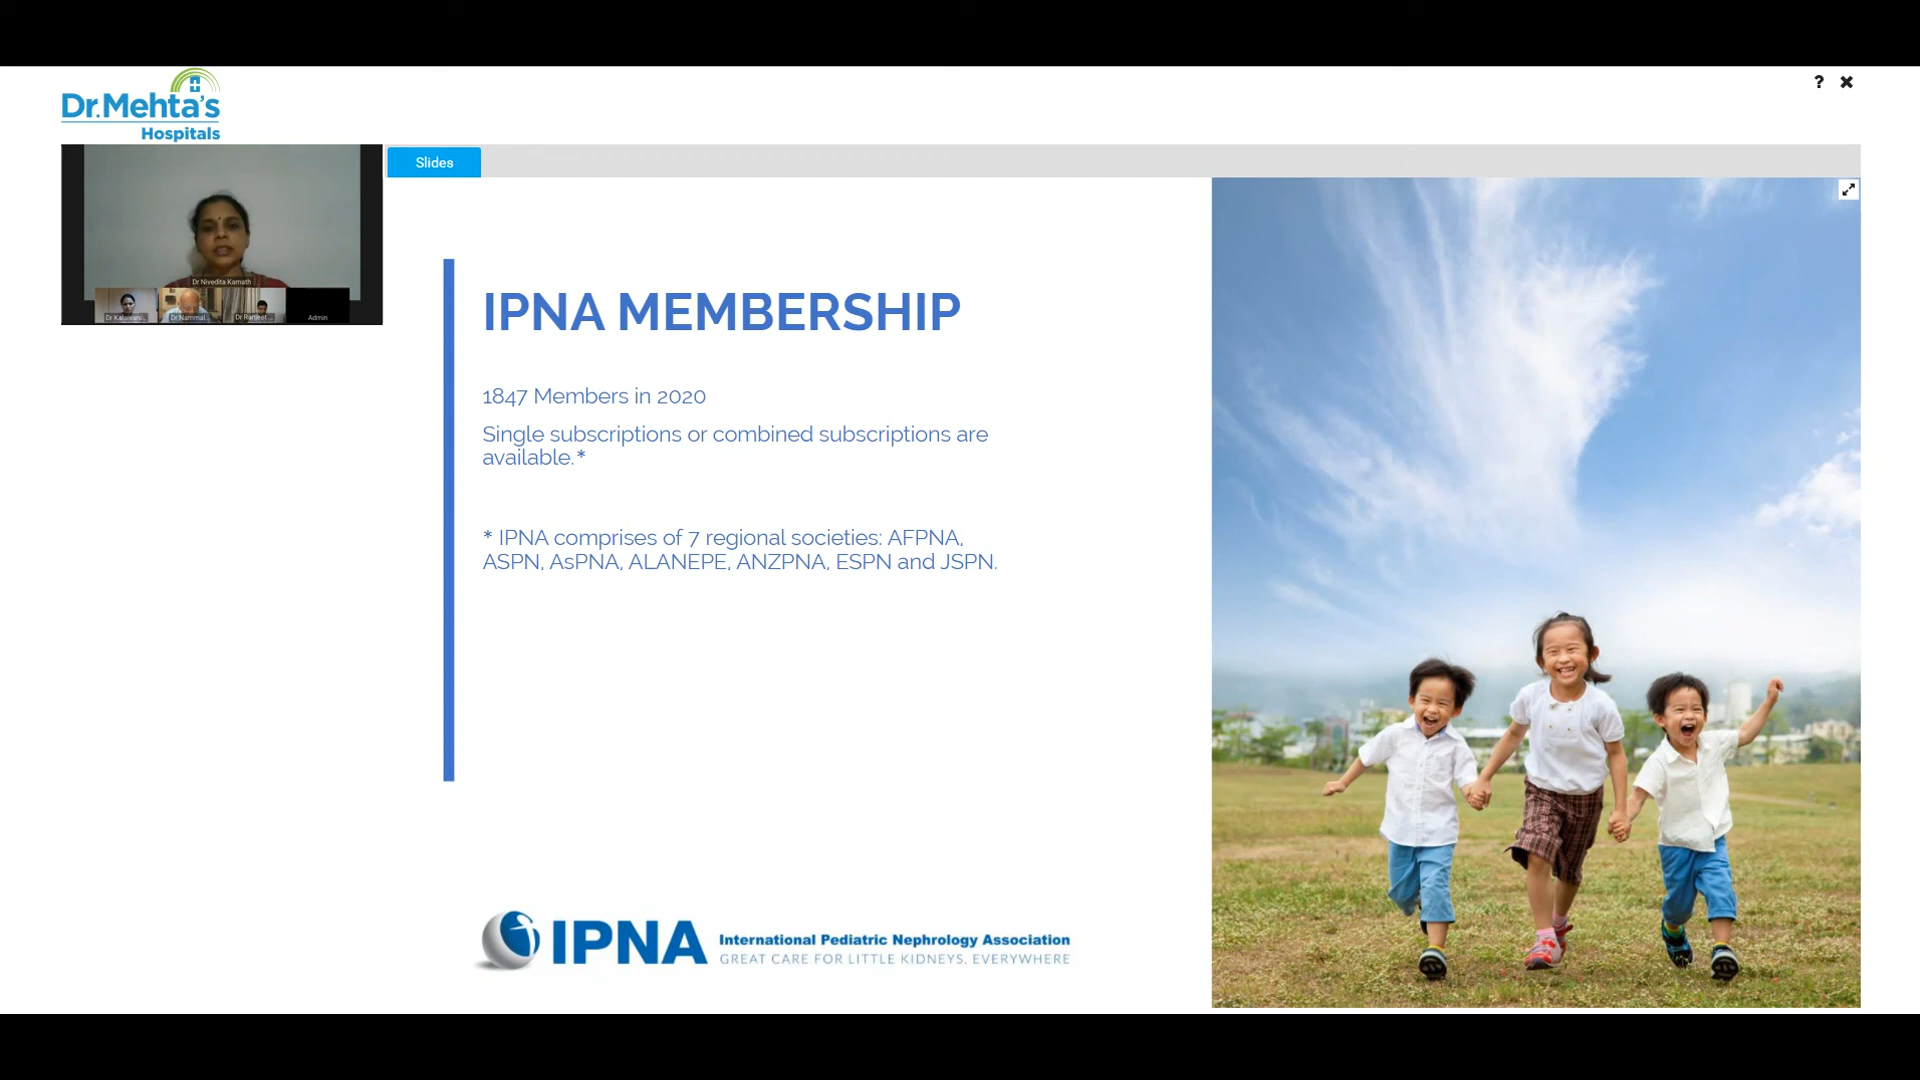 Dr.Mehta's
Hospitals
? ✖
Slides
Dr Nivedita Kamath
Dr Kalaivani...
Dr Nammal...
Dr Ranjeet ...
Admin
IPNA MEMBERSHIP
1847 Members in 2020
Single subscriptions or combined subscriptions are
available.*
* IPNA comprises of 7 regional societies: AFPNA,
ASPN, AsPNA, ALANEPE, ANZPNA, ESPN and JSPN.
IPNA
International Pediatric Nephrology Association
GREAT CARE FOR LITTLE KIDNEYS. EVERYWHERE